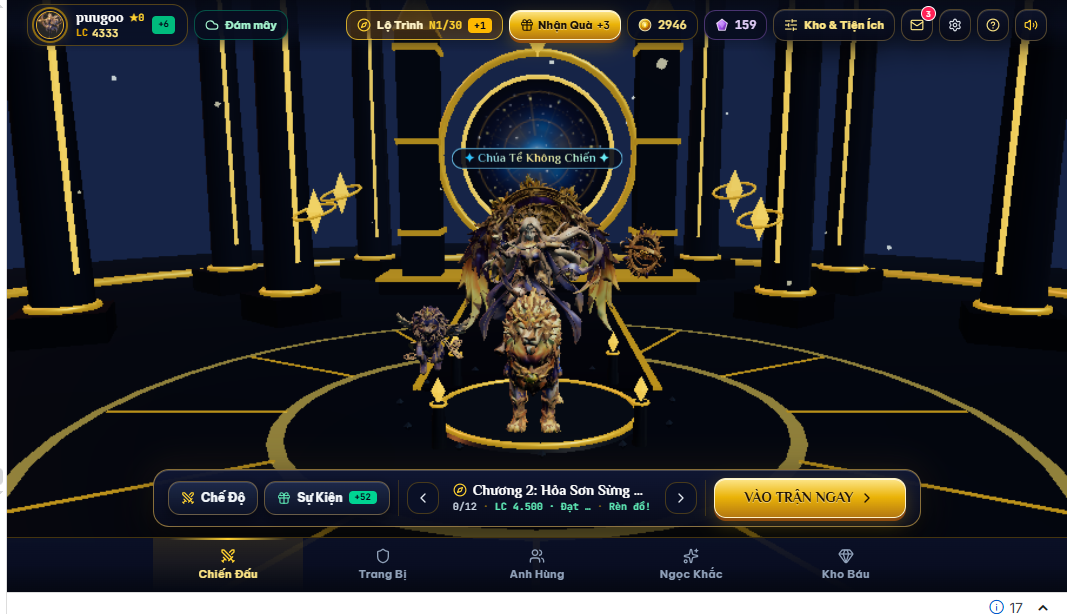 puugoo ★0
LC 4333
+6
Đám mây
Lộ Trình N1/30 +1
Nhận Quà +3
2946
159
Kho & Tiện Ích
3
Chúa Tể Không Chiến
Chế Độ
Sự Kiện +52
Chương 2: Hỏa Sơn Sừng ...
0/12 · LC 4.500 · Đạt … · Rèn đồ!
VÀO TRẬN NGAY
Chiến Đấu
Trang Bị
Anh Hùng
Ngọc Khắc
Kho Báu
17